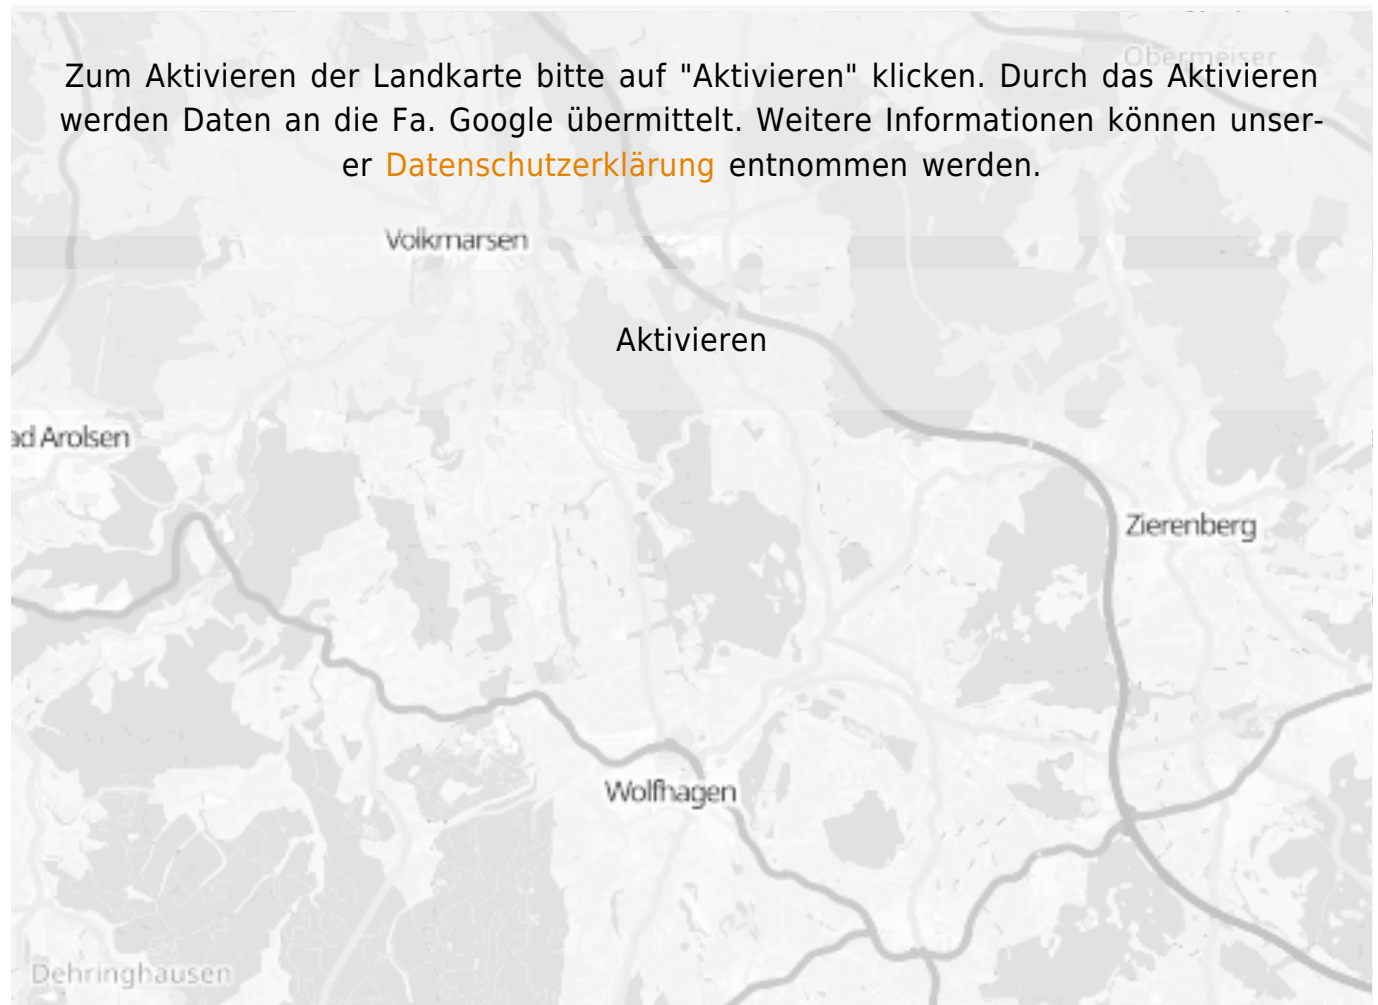 Obermeiser
Zum Aktivieren der Landkarte bitte auf "Aktivieren" klicken. Durch das Aktivieren
werden Daten an die Fa. Google übermittelt. Weitere Informationen können unser-
er Datenschutzerklärung entnommen werden.
Volkmarsen
Aktivieren
ad Arolsen
Zierenberg
Wolfhagen
Dehringhausen